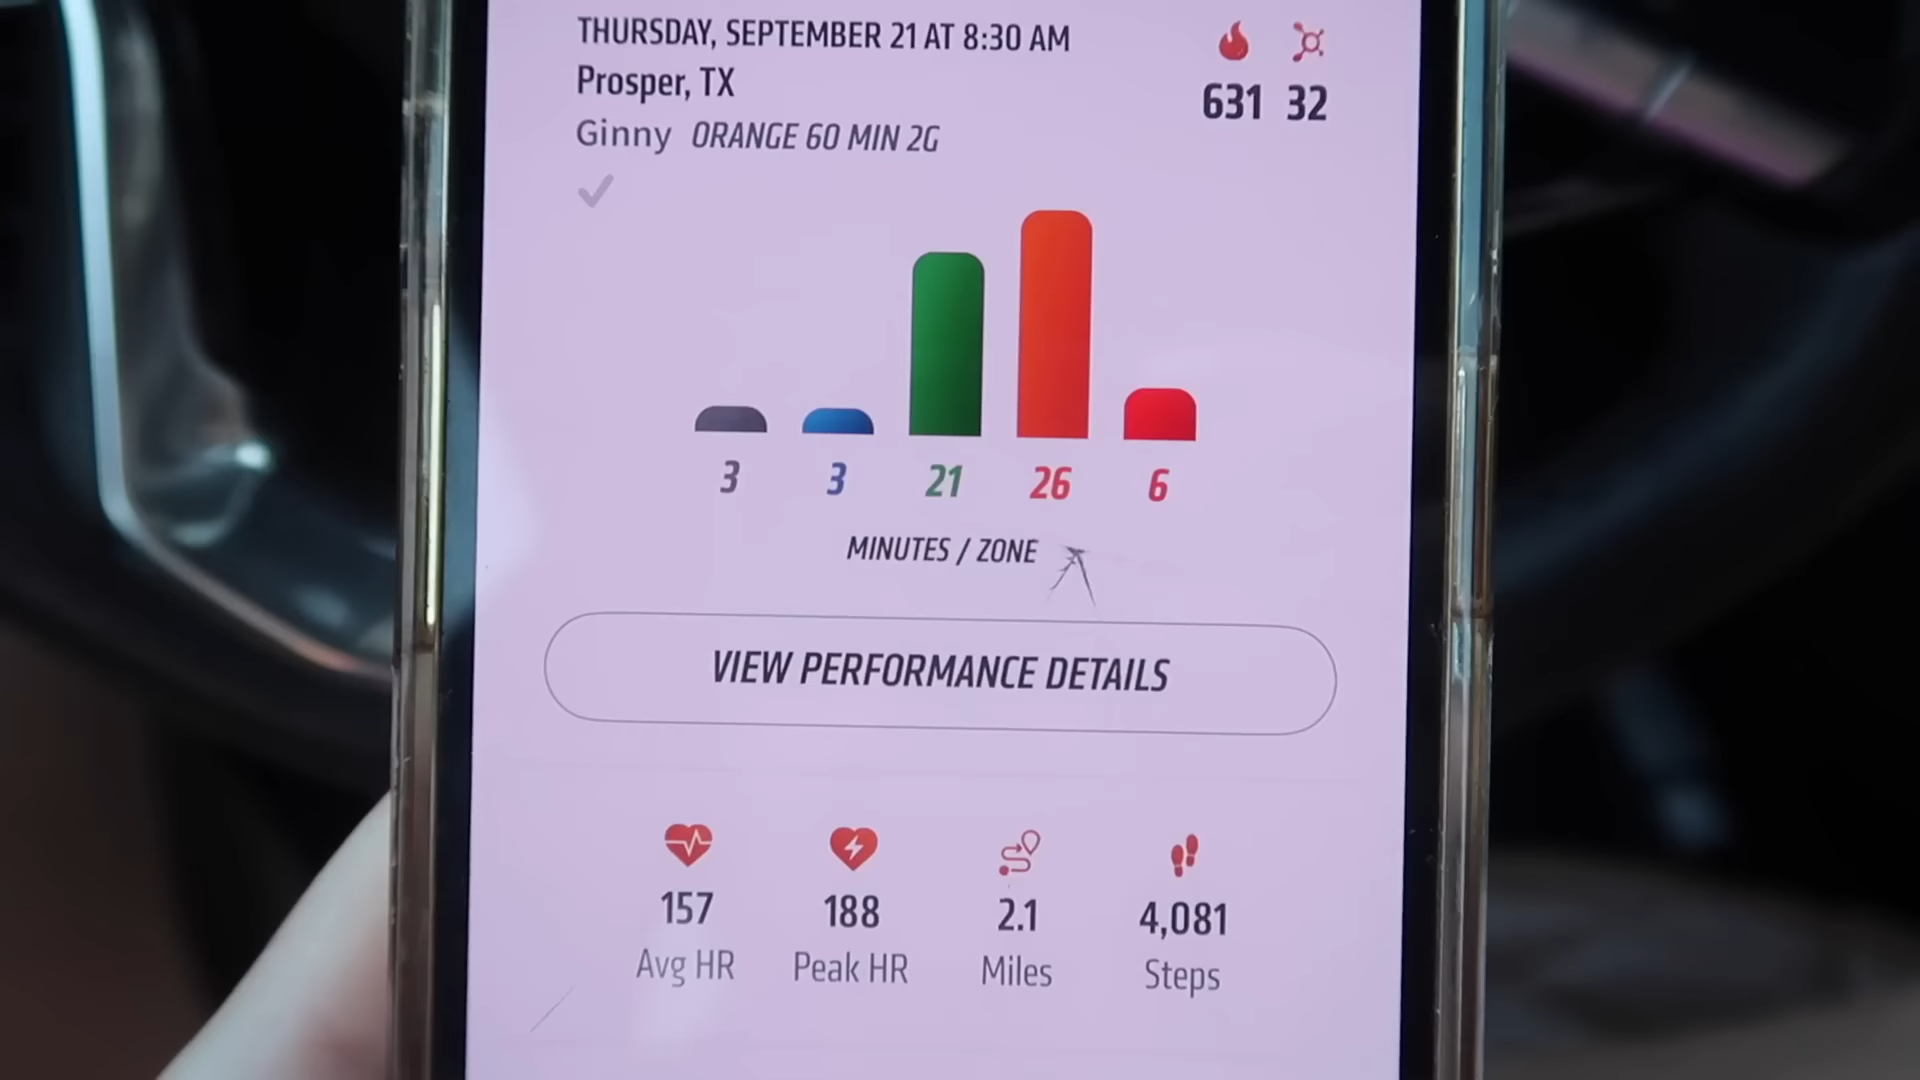 THURSDAY, SEPTEMBER 21 AT 8:30 AM
Prosper, TX
Ginny ORANGE 60 MIN 2G
631 32
3 3 21 26 6
MINUTES / ZONE
VIEW PERFORMANCE DETAILS
157 188 2.1 4,081
Avg HR Peak HR Miles Steps